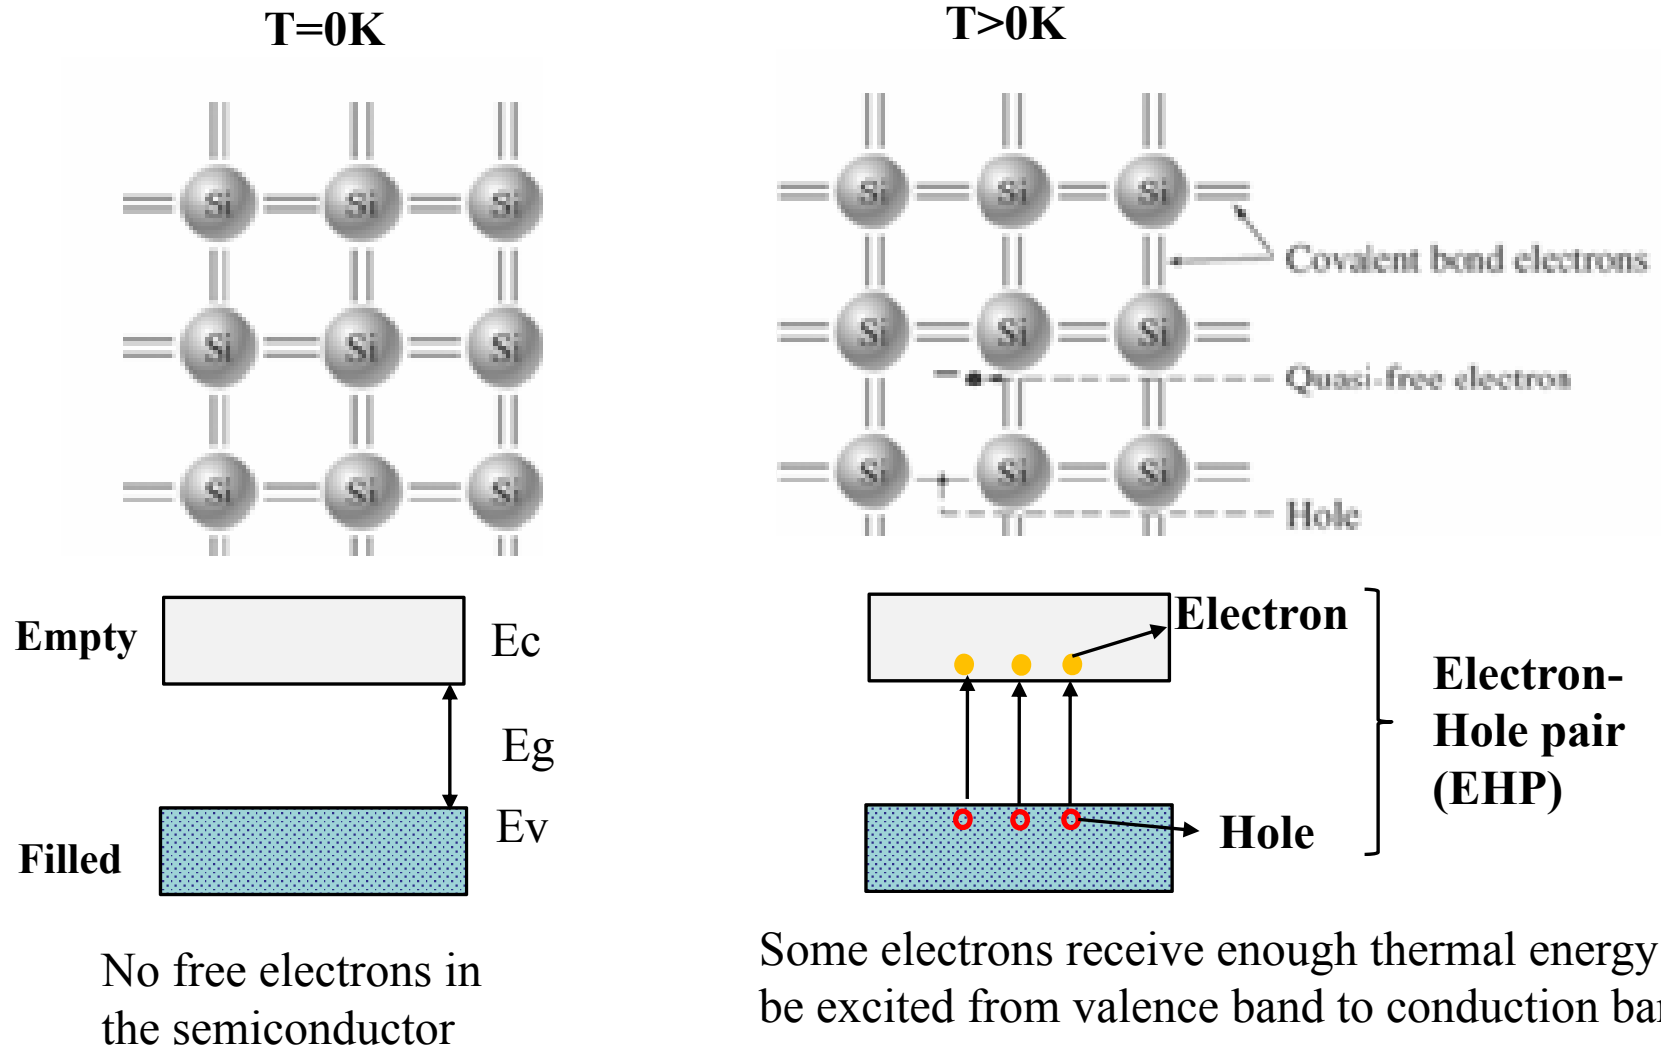 T=0K
T>0K
Si Si Si
Si Si Si
Si Si Si
Si Si Si
Si Si Si
Si Si Si
Covalent bond electrons
Quasi-free electron
Hole
Empty
Ec
Eg
Ev
Filled
Electron
Hole
Electron-
Hole pair
(EHP)
No free electrons in
the semiconductor
Some electrons receive enough thermal energy
be excited from valence band to conduction